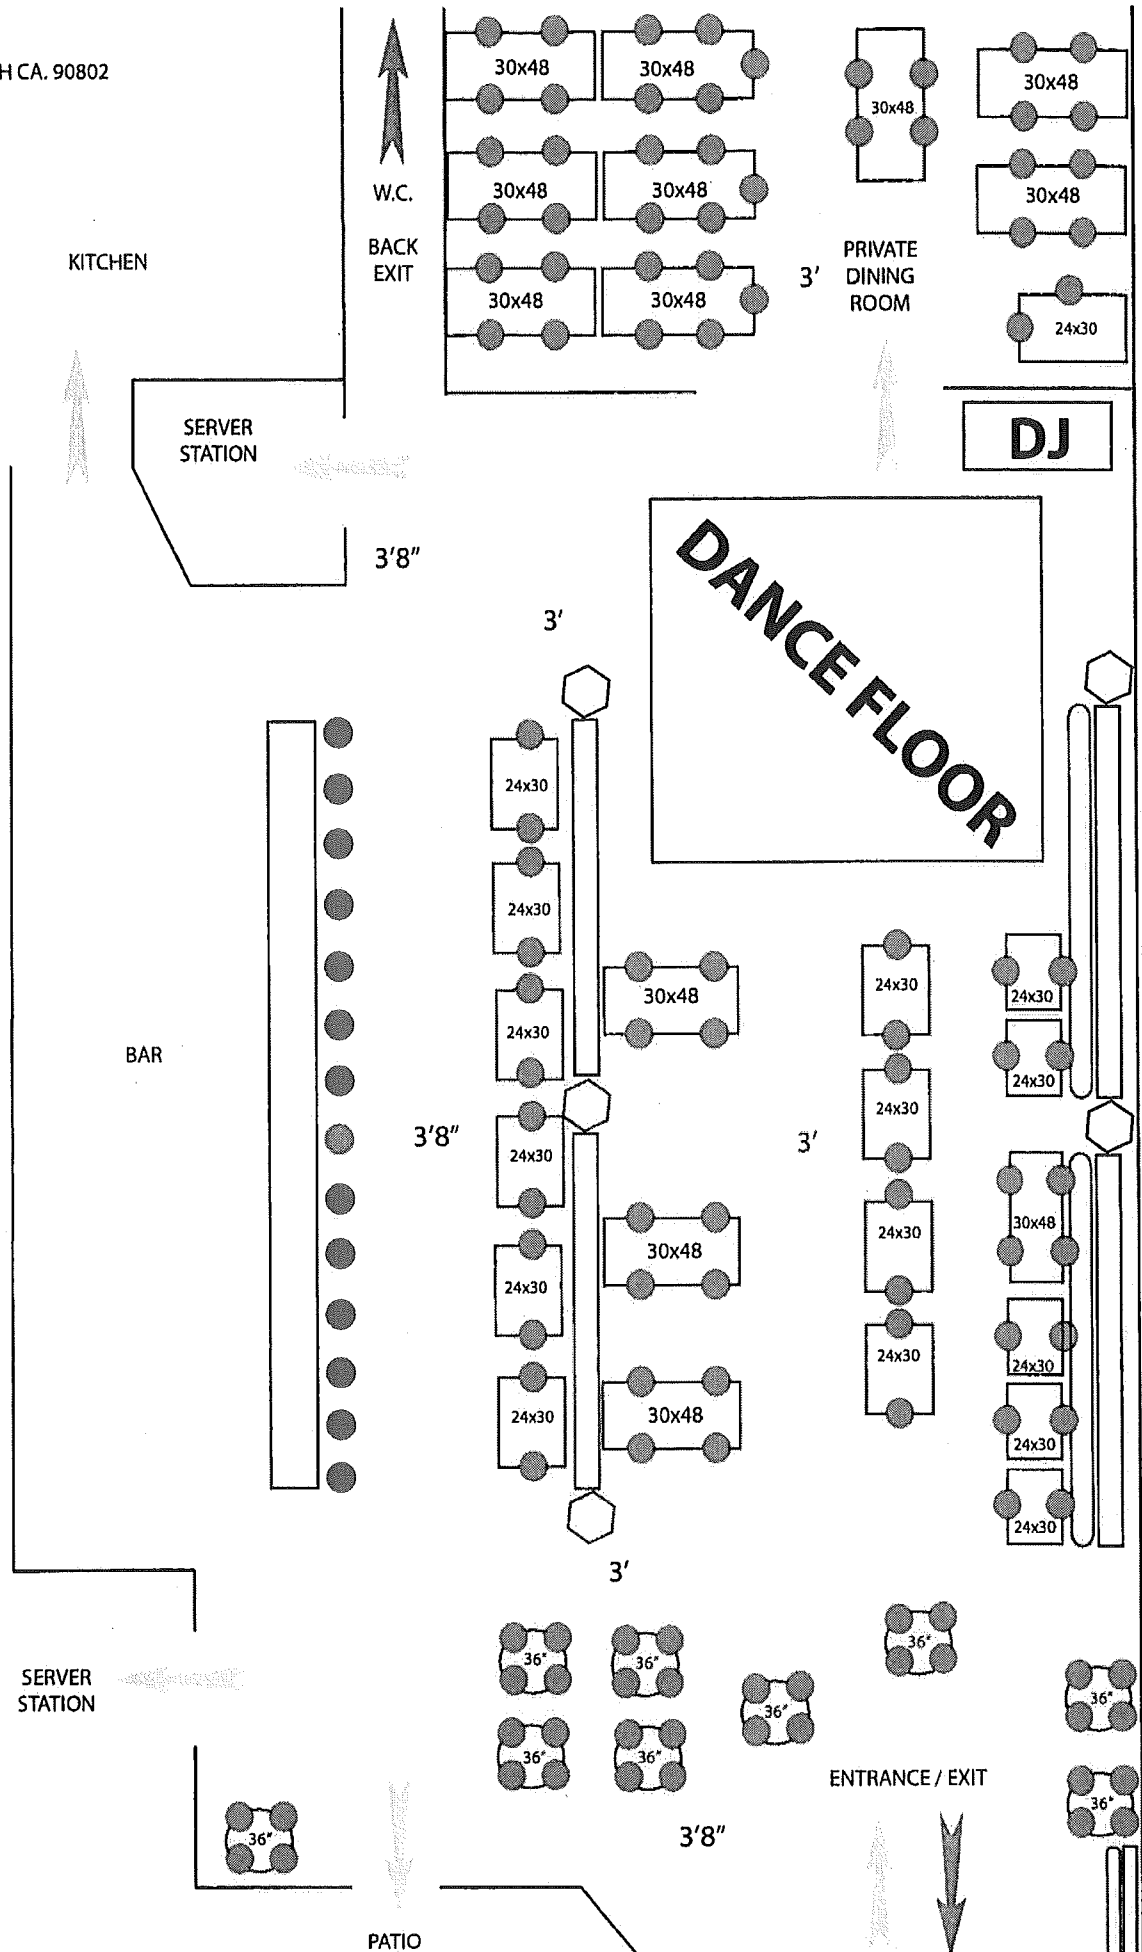 H CA. 90802
30x48
30x48
30x48
30x48
W.C.
30x48
30x48
30x48
BACK
EXIT
KITCHEN
3'
PRIVATE
DINING
ROOM
30x48
30x48
24x30
SERVER
STATION
DJ
3'8"
DANCE FLOOR
3'
24x30
24x30
30x48
24x30
24x30
24x30
BAR
24x30
24x30
3'8"
24x30
3'
30x48
24x30
30x48
24x30
24x30
24x30
24x30
30x48
24x30
24x30
3'
36"
36"
36"
SERVER
STATION
36"
36"
36"
36"
ENTRANCE / EXIT
36"
3'8"
36"
PATIO